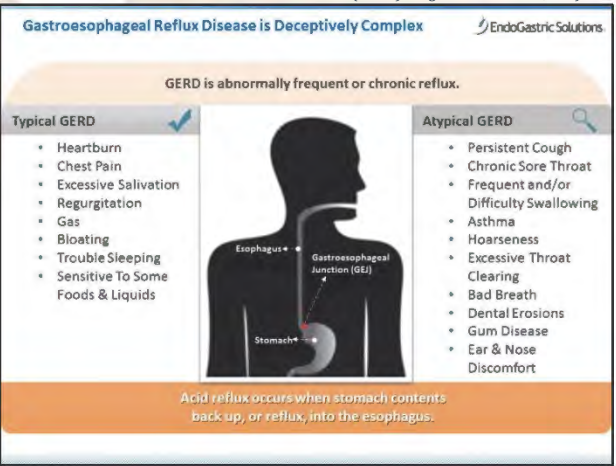 Gastroesophageal Reflux Disease is Deceptively Complex
EndoGastric Solutions
GERD is abnormally frequent or chronic reflux.
Typical GERD
• Heartburn
• Chest Pain
• Excessive Salivation
• Regurgitation
• Gas
• Bloating
• Trouble Sleeping
• Sensitive To Some
Foods & Liquids
Esophagus
Gastroesophageal
Junction (GEJ)
Stomach
Atypical GERD
• Persistent Cough
• Chronic Sore Throat
• Frequent and/or
Difficulty Swallowing
• Asthma
• Hoarseness
• Excessive Throat
Clearing
• Bad Breath
• Dental Erosions
• Gum Disease
• Ear & Nose
Discomfort
Acid reflux occurs when stomach contents
back up, or reflux, into the esophagus.